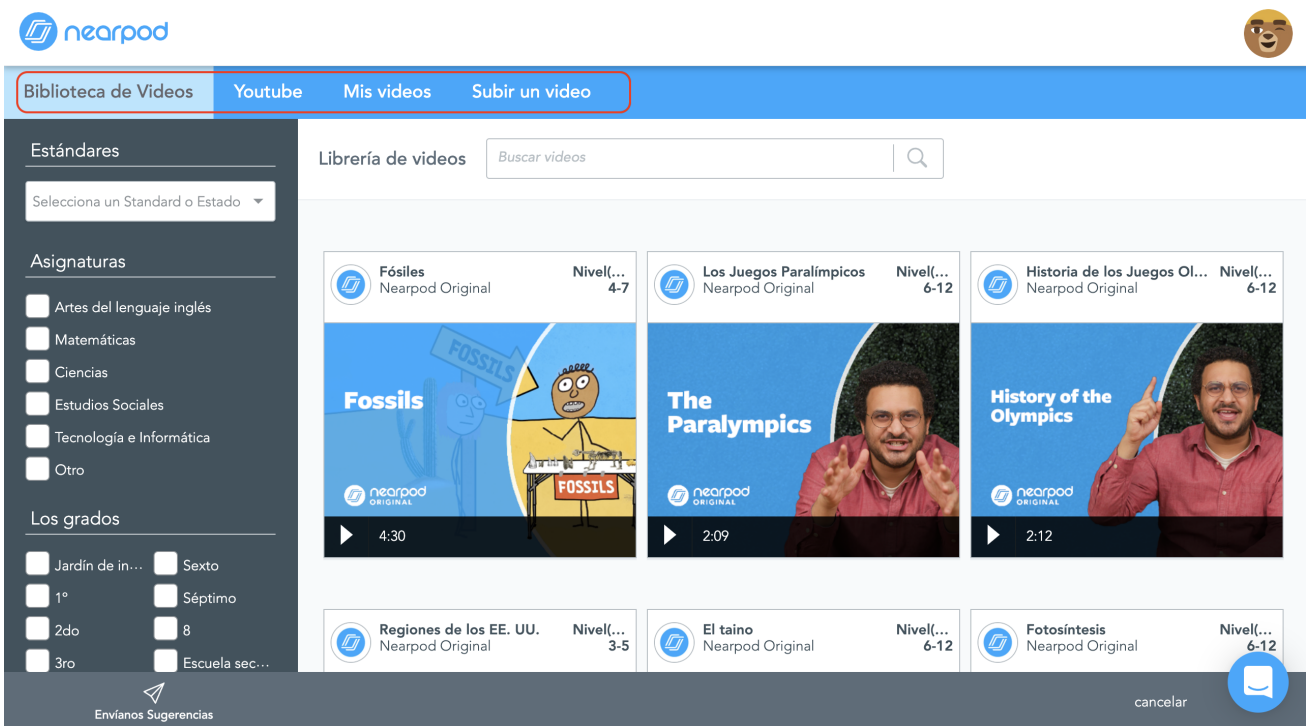 nearpod
Biblioteca de Videos
Youtube
Mis videos
Subir un video
Estándares
Selecciona un Standard o Estado
Asignaturas
Artes del lenguaje inglés
Matemáticas
Ciencias
Estudios Sociales
Tecnología e Informática
Otro
Los grados
Jardín de in...
Sexto
1º
Séptimo
2do
8
3ro
Escuela sec...
Librería de videos
Buscar videos
Fósiles
Nivel(...
Nearpod Original
4-7
FOSSILS
Fossils
FOSSILS
nearpod
ORIGINAL
4:30
Los Juegos Paralímpicos
Nivel(...
Nearpod Original
6-12
The
Paralympics
nearpod
ORIGINAL
2:09
Historia de los Juegos Ol...
Nivel(...
Nearpod Original
6-12
History of the
Olympics
nearpod
ORIGINAL
2:12
Regiones de los EE. UU.
Nivel(...
Nearpod Original
3-5
El taino
Nivel(...
Nearpod Original
6-12
Fotosíntesis
Nivel(...
Nearpod Original
6-12
Envíanos Sugerencias
cancelar